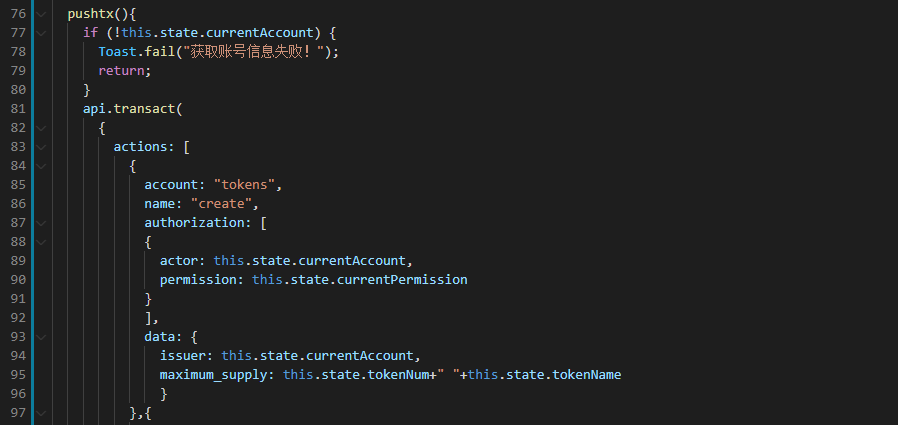 76 pushtx(){
77 if (!this.state.currentAccount) {
78 Toast.fail("获取账号信息失败！");
79 return;
80 }
81 api.transact(
82 {
83 actions: [
84 {
85 account: "tokens",
86 name: "create",
87 authorization: [
88 {
89 actor: this.state.currentAccount,
90 permission: this.state.currentPermission
91 }
92 ],
93 data: {
94 issuer: this.state.currentAccount,
95 maximum_supply: this.state.tokenNum+" "+this.state.tokenName
96 }
97 },{